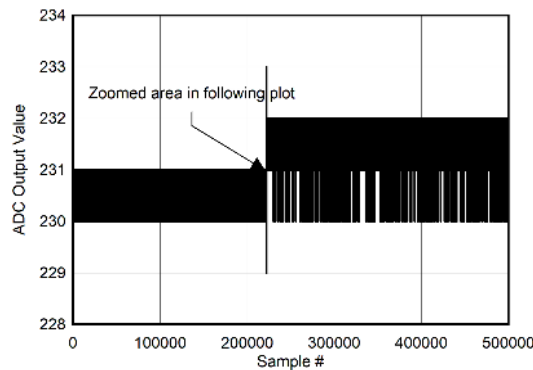 234
233
Zoomed area in following plot
232
231
230
229
228
ADC Output Value
0 100000 200000 300000 400000 500000
Sample #